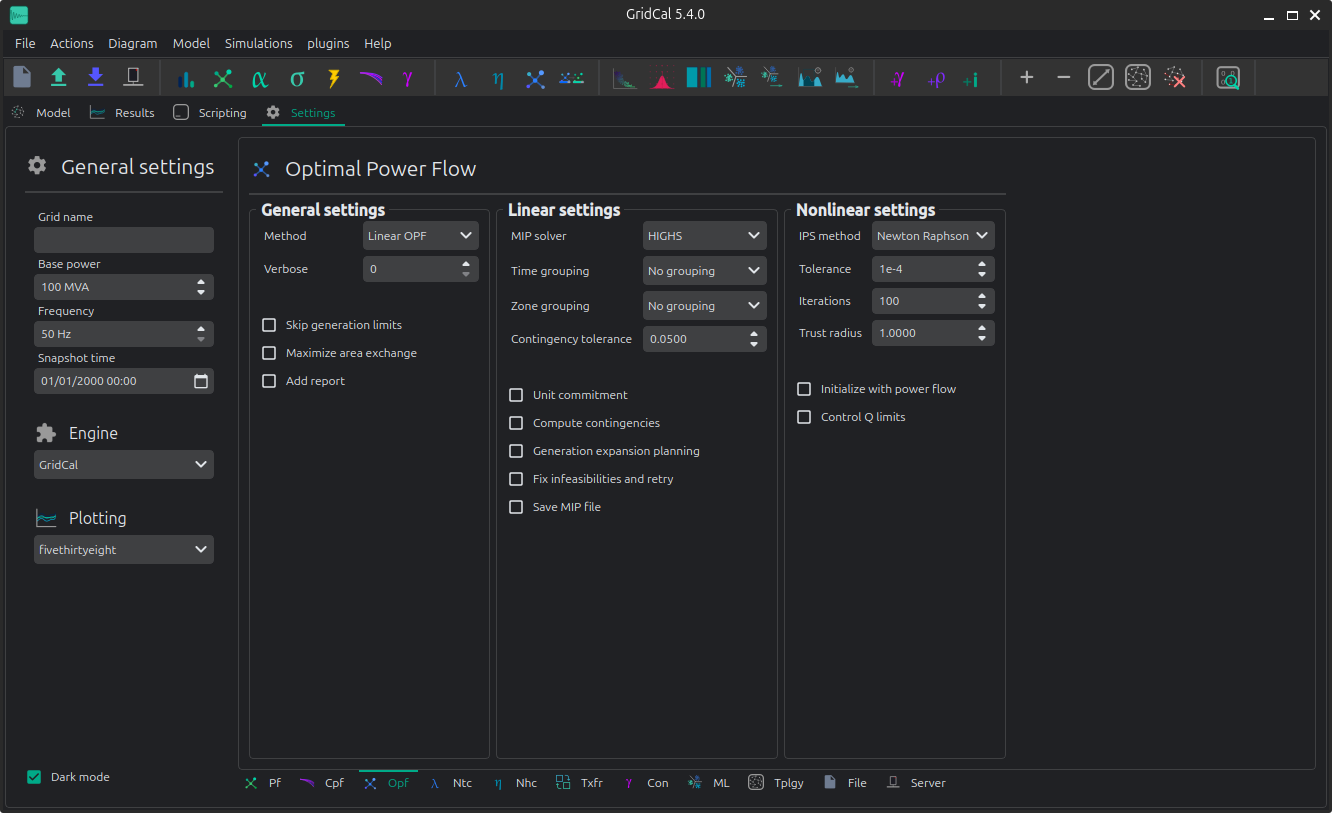 GridCal 5.4.0
File Actions Diagram Model Simulations plugins Help
α σ γ λ η +γ +ρ +i
Model Results Scripting Settings
General settings
Grid name
Base power
100 MVA
Frequency
50 Hz
Snapshot time
01/01/2000 00:00
Engine
GridCal
Plotting
fivethirtyeight
Dark mode
Optimal Power Flow
General settings
Method Linear OPF
Verbose 0
Skip generation limits
Maximize area exchange
Add report
Linear settings
MIP solver HIGHS
Time grouping No grouping
Zone grouping No grouping
Contingency tolerance 0.0500
Unit commitment
Compute contingencies
Generation expansion planning
Fix infeasibilities and retry
Save MIP file
Nonlinear settings
IPS method Newton Raphson
Tolerance 1e-4
Iterations 100
Trust radius 1.0000
Initialize with power flow
Control Q limits
Pf Cpf Opf λ Ntc η Nhc Txfr γ Con ML Tplgy File Server